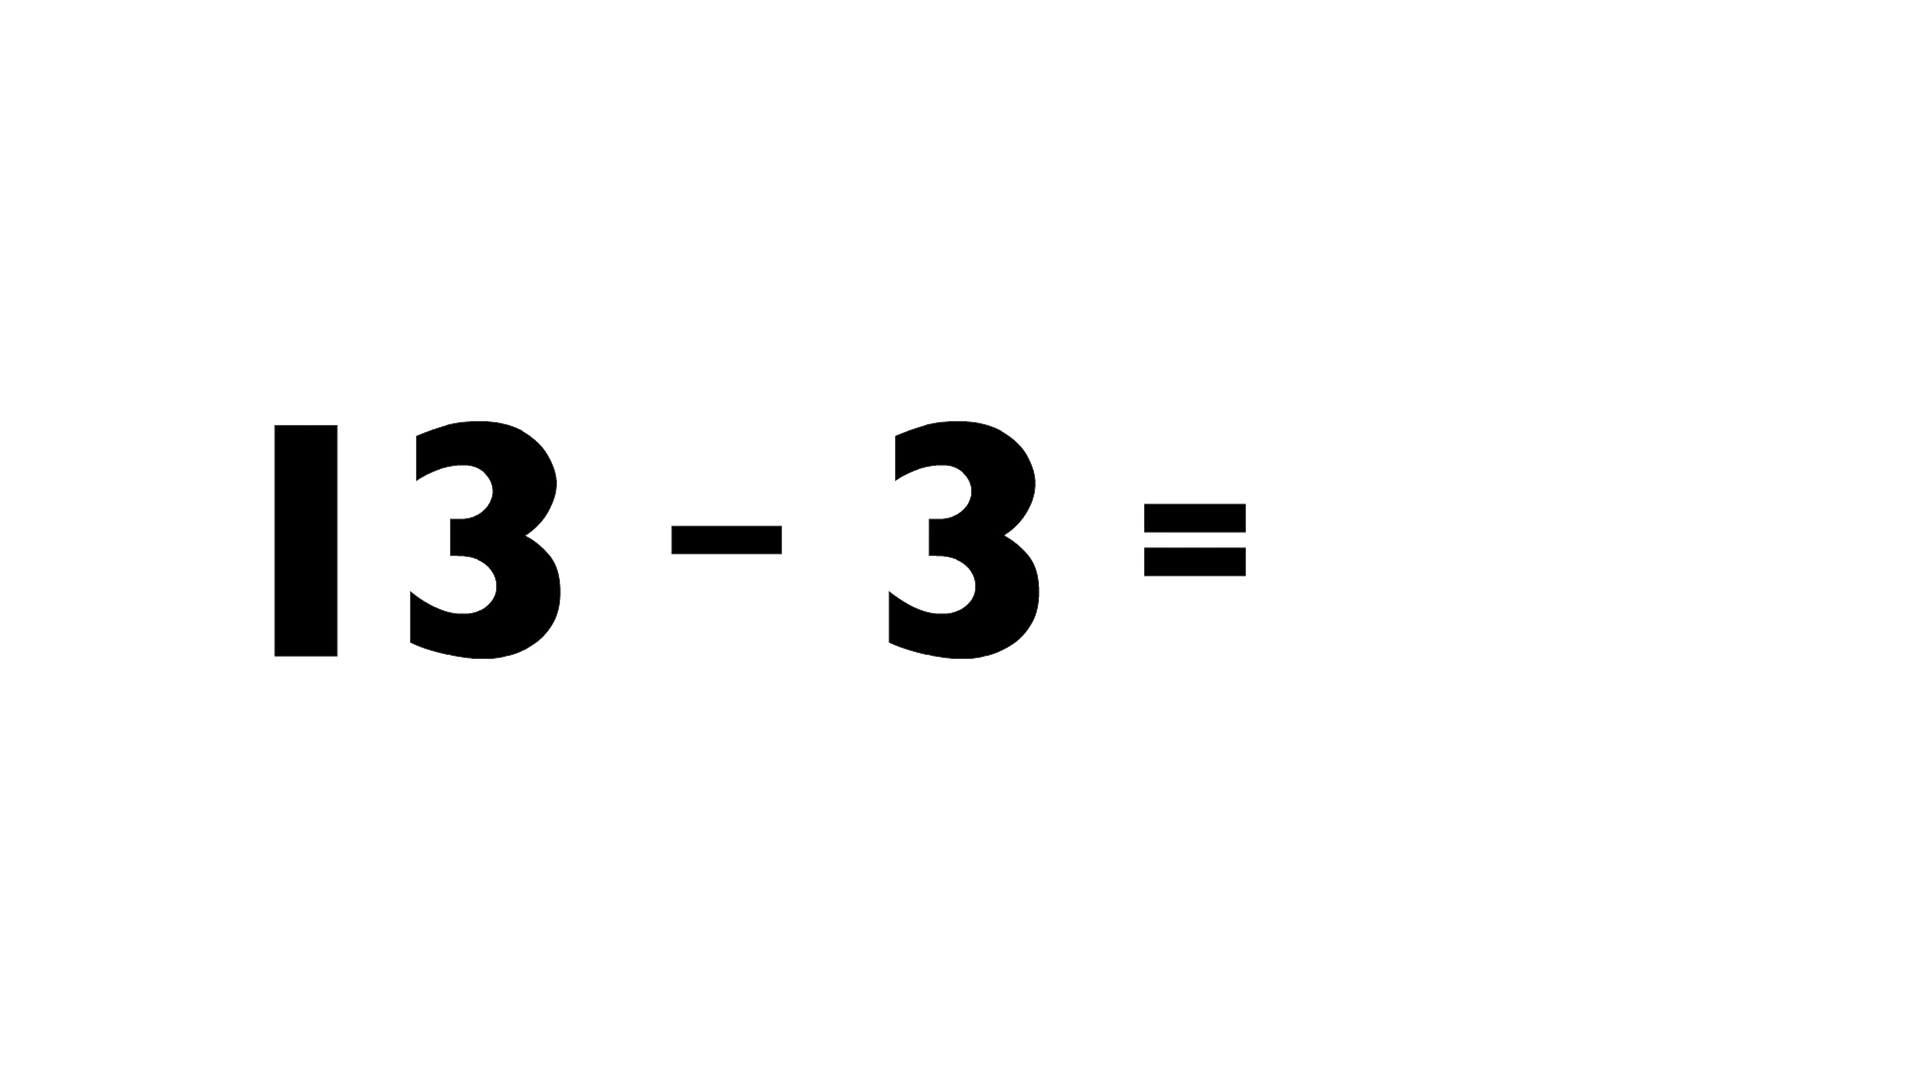 13 – 3 =